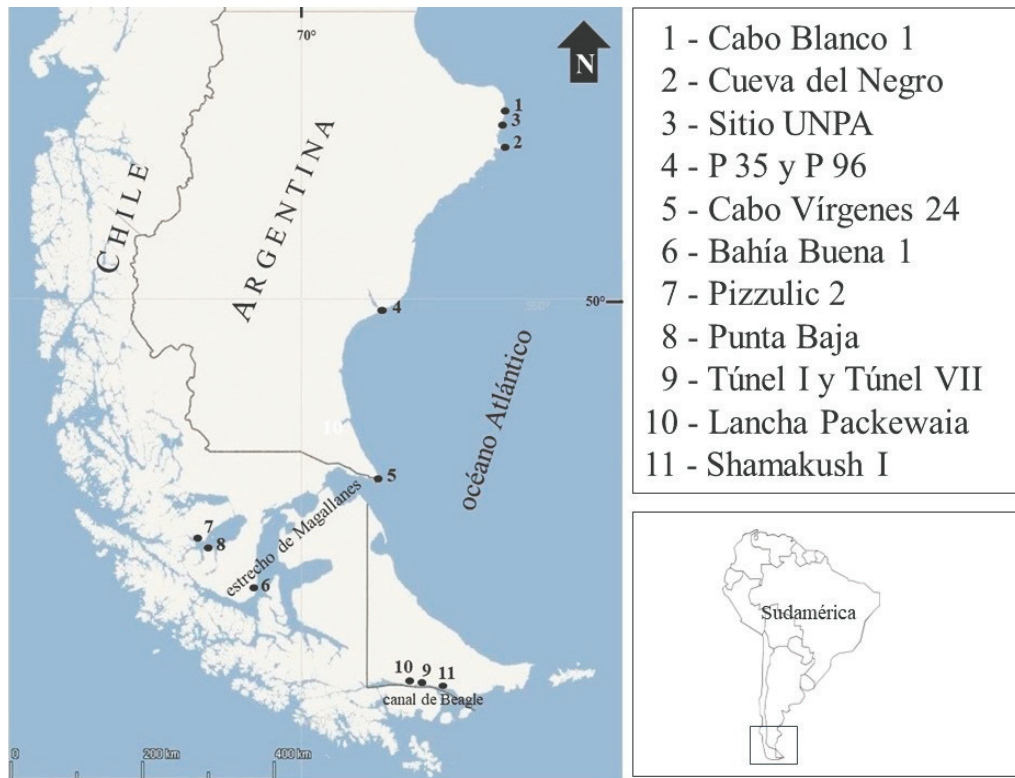 70°
N
1
3
2
CHILE
ARGENTINA
50°
4
océano Atlántico
10°
5
estrecho de Magallanes
7
8
6
10 9 11
canal de Beagle
0 200 km 400 km
1 - Cabo Blanco 1
2 - Cueva del Negro
3 - Sitio UNPA
4 - P 35 y P 96
5 - Cabo Vírgenes 24
6 - Bahía Buena 1
7 - Pizzulic 2
8 - Punta Baja
9 - Túnel I y Túnel VII
10 - Lancha Packewaia
11 - Shamakush I
Sudamérica